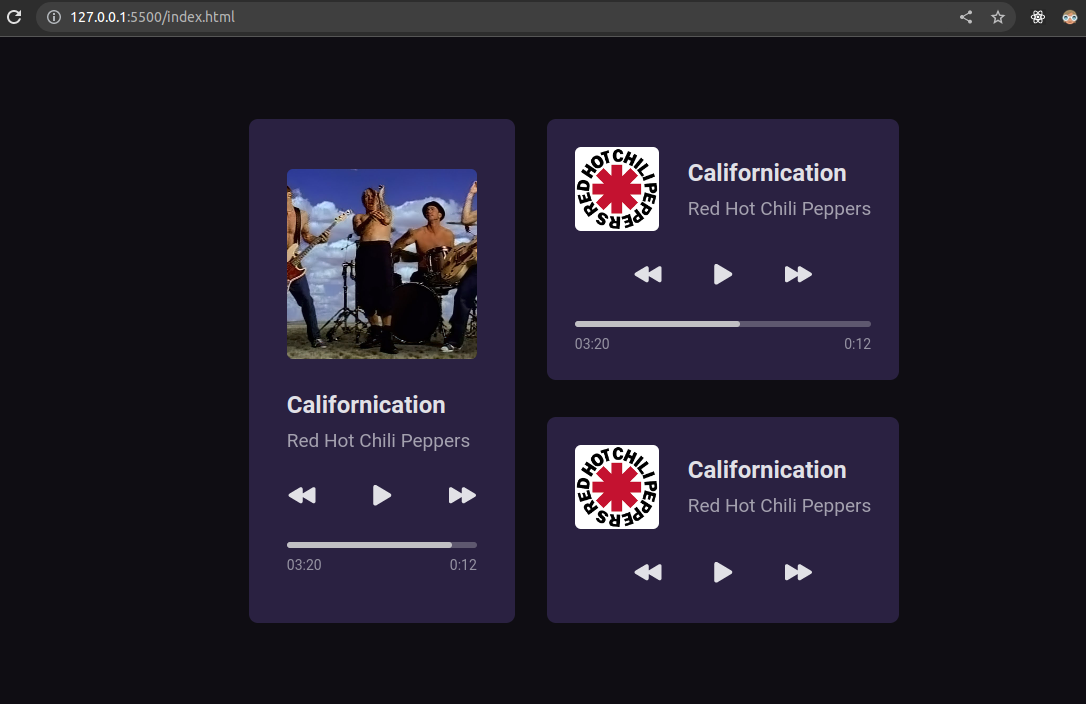 127.0.0.1:5500/index.html
Californication
Red Hot Chili Peppers
03:20
0:12
RED HOT CHILI PEPPERS
Californication
Red Hot Chili Peppers
03:20
0:12
RED HOT CHILI PEPPERS
Californication
Red Hot Chili Peppers